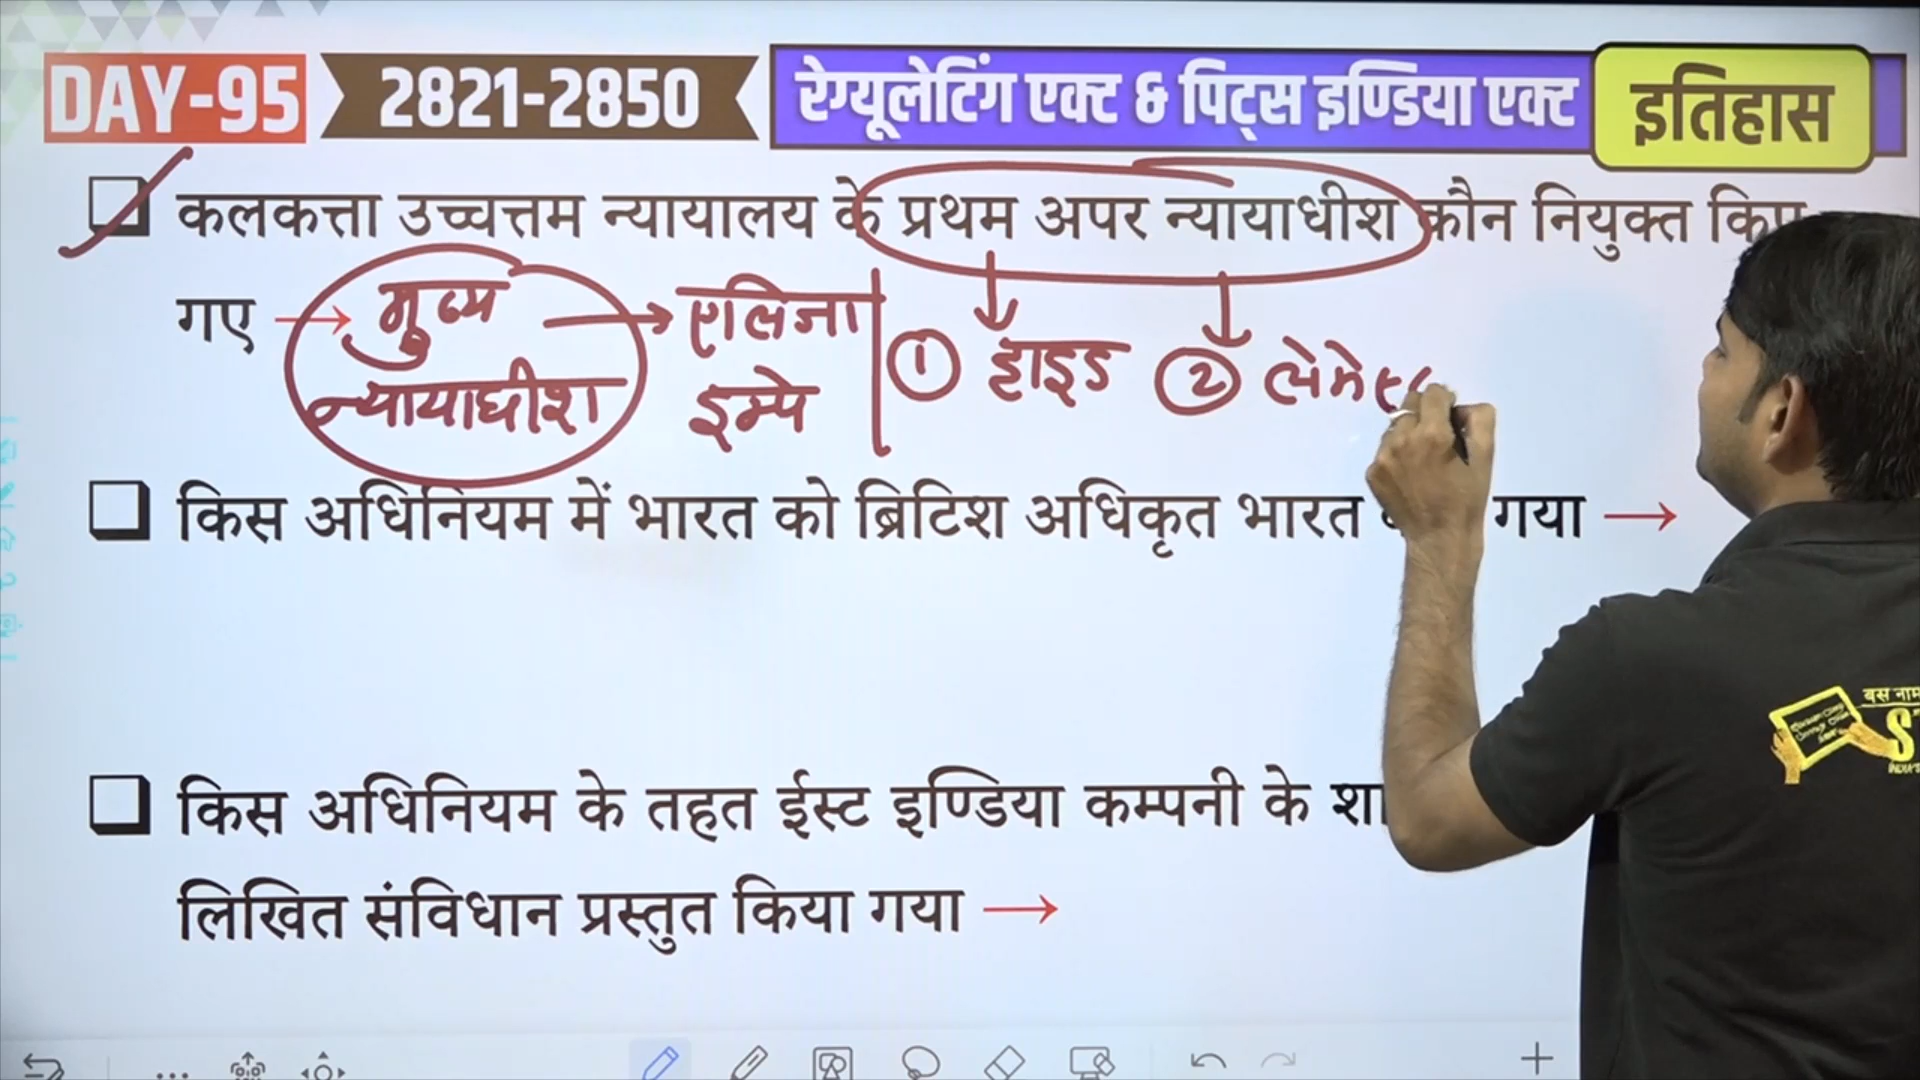 DAY-95 2821-2850 रेग्यूलेटिंग एक्ट & पिट्स इण्डिया एक्ट इतिहास
कलकत्ता उच्चत्तम न्यायालय के प्रथम अपर न्यायाधीश कौन नियुक्त किए
गए → मुख्य न्यायाधीश → एलिजा इम्पे ① हाइड ②
किस अधिनियम में भारत को ब्रिटिश अधिकृत भारत गया →
किस अधिनियम के तहत ईस्ट इण्डिया कम्पनी के
लिखित संविधान प्रस्तुत किया गया →
बस नाम